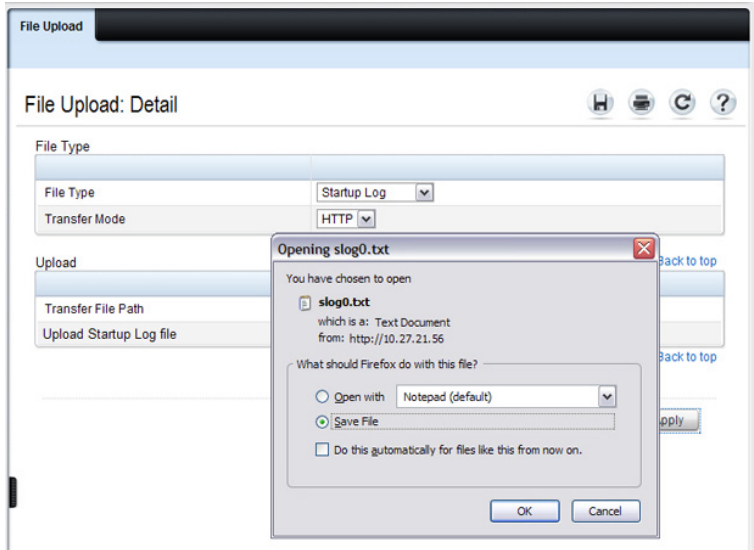 File Upload
File Upload: Detail
File Type
File Type Startup Log
Transfer Mode HTTP
Opening slog0.txt
Upload Back to top
You have chosen to open
slog0.txt
Transfer File Path which is a: Text Document
Upload Startup Log file from: http://10.27.21.56
Back to top
What should Firefox do with this file?
Open with Notepad (default)
Save File
Do this automatically for files like this from now on.
OK Cancel